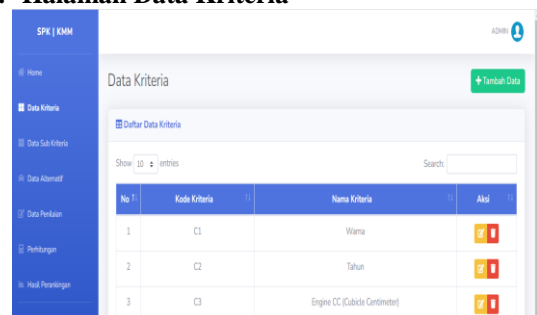 Halaman Data Kriteria
SPK | KMM
ADMIN
Home
Data Kriteria
Data Sub Kriteria
Data Alternatif
Data Penilaian
Perhitungan
Hasil Perankingan
Data Kriteria
+ Tambah Data
Daftar Data Kriteria
Show 10 entries
Search:
No Kode Kriteria Nama Kriteria Aksi
1 C1 Warna
2 C2 Tahun
3 C3 Engine CC (Cubicle Centimeter)